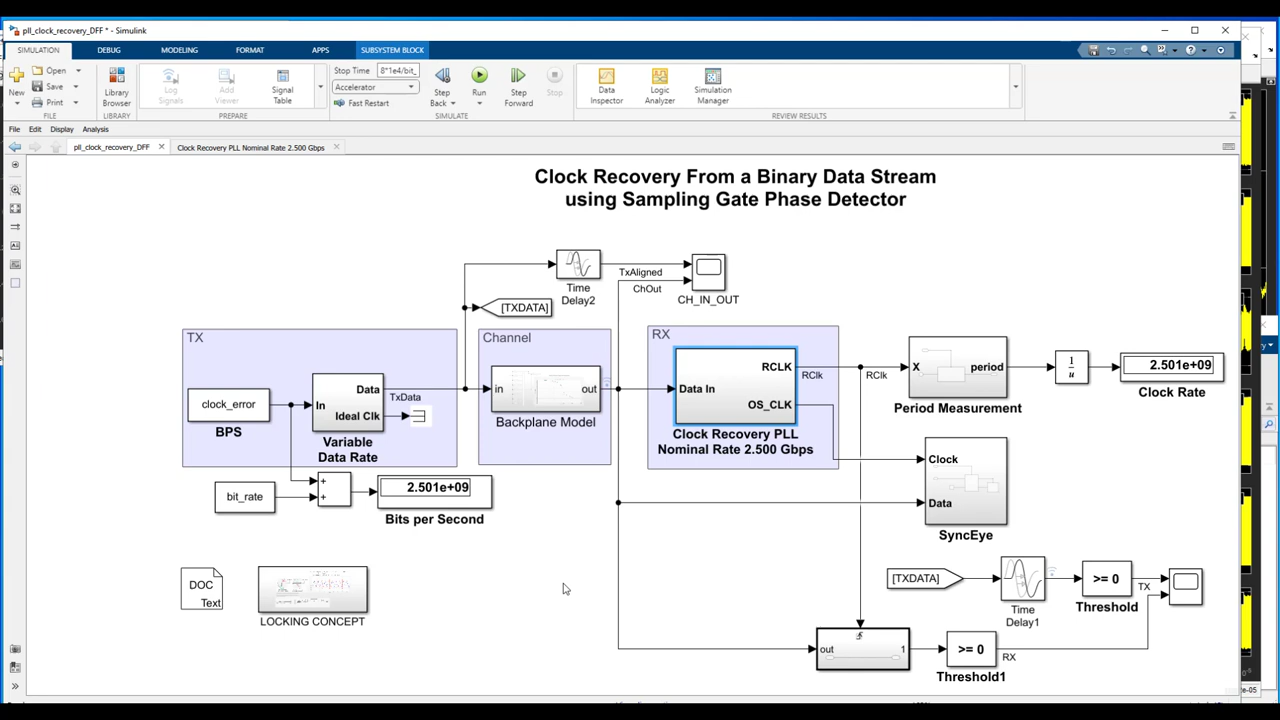 pll_clock_recovery_DFF * - Simulink
SIMULATION DEBUG MODELING FORMAT APPS SUBSYSTEM BLOCK
New
Open
Save
Print
FILE
Library
Browser
LIBRARY
Log
Signals
Add
Viewer
Signal
Table
PREPARE
Stop Time 8*1e4/bit_
Accelerator
Fast Restart
Step
Back
Run
Step
Forward
Stop
SIMULATE
Data
Inspector
Logic
Analyzer
Simulation
Manager
REVIEW RESULTS
File Edit Display Analysis
pll_clock_recovery_DFF Clock Recovery PLL Nominal Rate 2.500 Gbps
Clock Recovery From a Binary Data Stream
using Sampling Gate Phase Detector
Time
Delay2
[TXDATA]
TxAligned
ChOut
CH_IN_OUT
TX
clock_error
BPS
In
Data
Ideal Clk
Variable
Data Rate
TxData
Channel
in out
Backplane Model
RX
Data In
RCLK
OS_CLK
Clock Recovery PLL
Nominal Rate 2.500 Gbps
RClk
RClk
X period
Period Measurement
1
u
2.501e+09
Clock Rate
bit_rate
+
+
2.501e+09
Bits per Second
Clock
Data
SyncEye
DOC
Text
LOCKING CONCEPT
[TXDATA]
Time
Delay1
>= 0
Threshold
TX
out 1
>= 0
Threshold1
RX
te-05